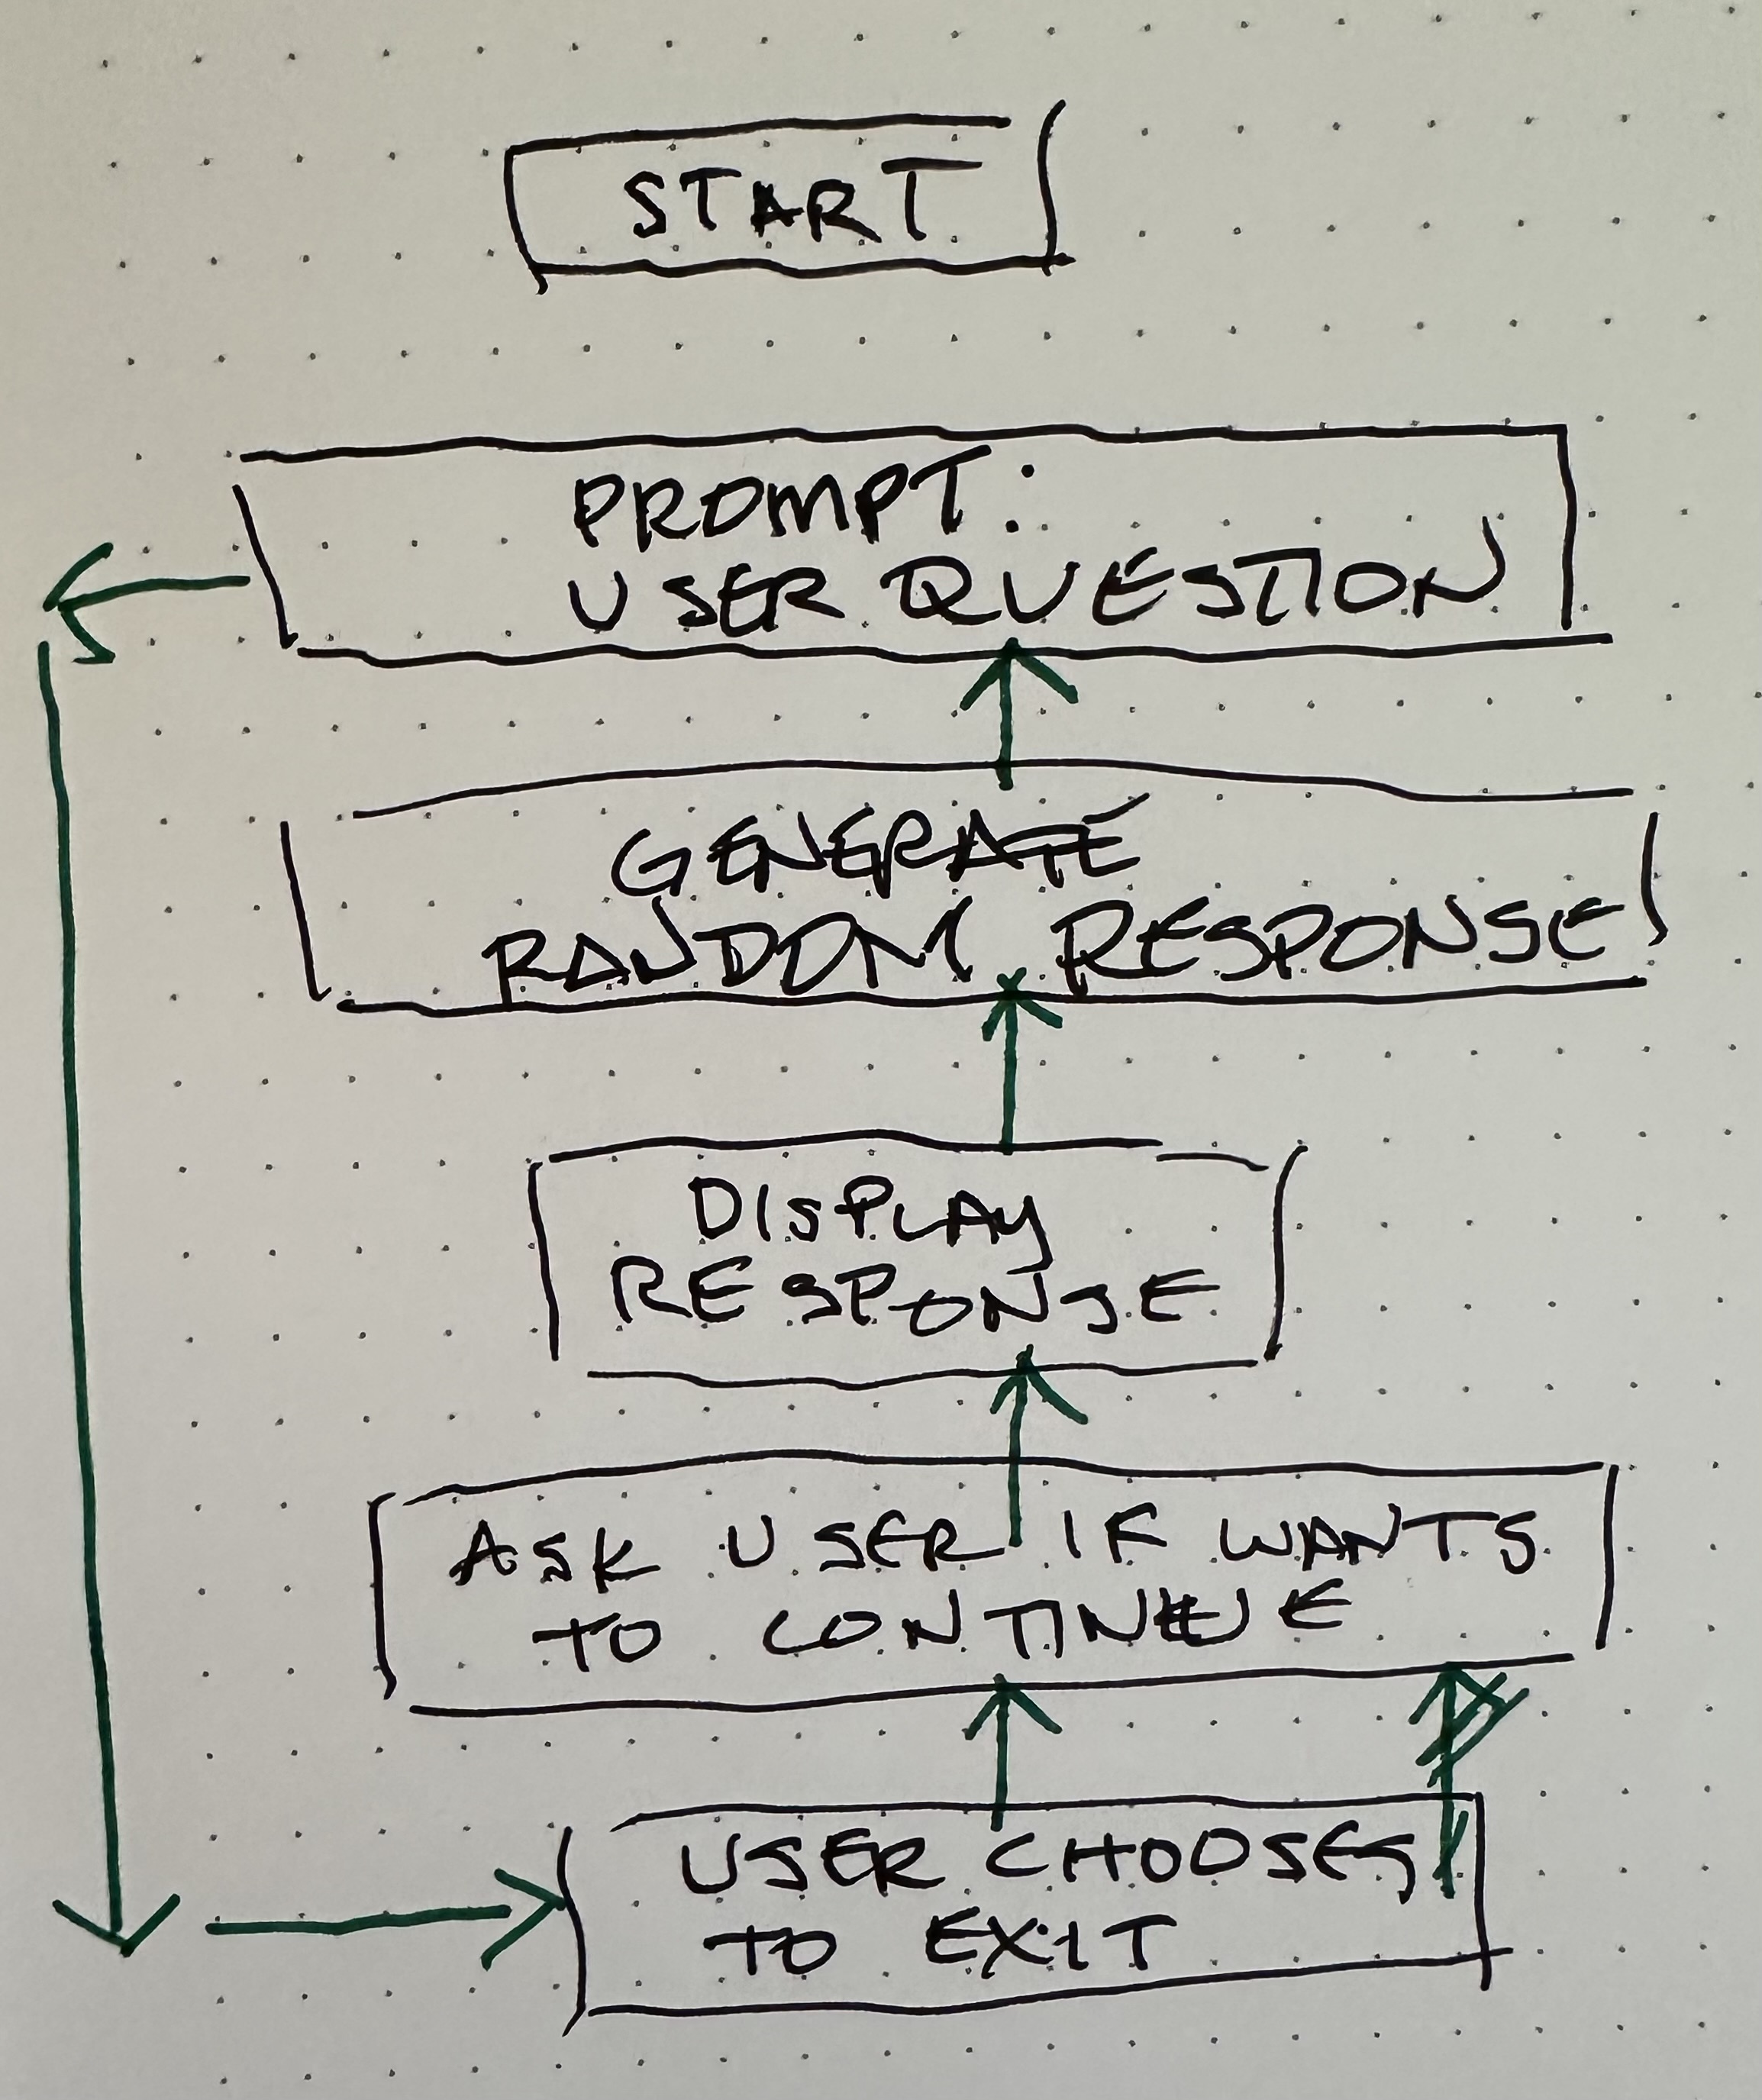 START
PROMPT:
USER QUESTION
GENERATE
RANDOM RESPONSE
DISPLAY
RESPONSE
ASK USER IF WANTS
TO CONTINUE
USER CHOOSES
TO EXIT